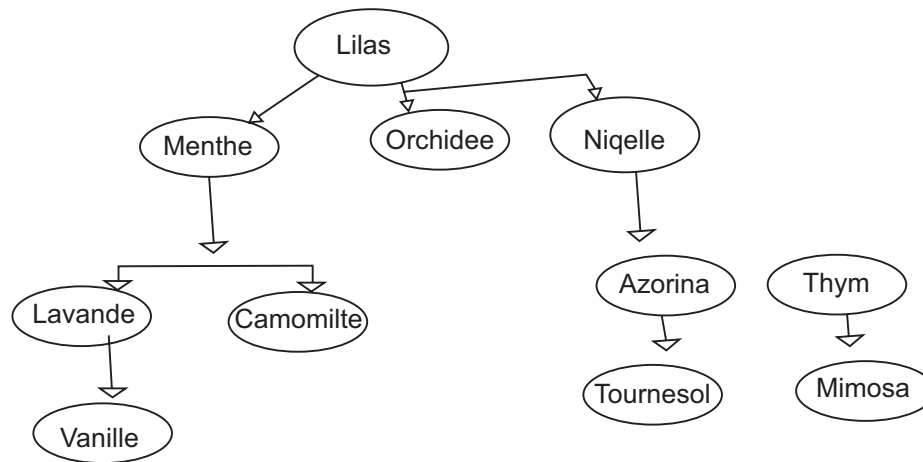 Lilas
Menthe
Orchidee
Niqelle
Azorina
Thym
Lavande
Camomilte
Tournesol
Mimosa
Vanille